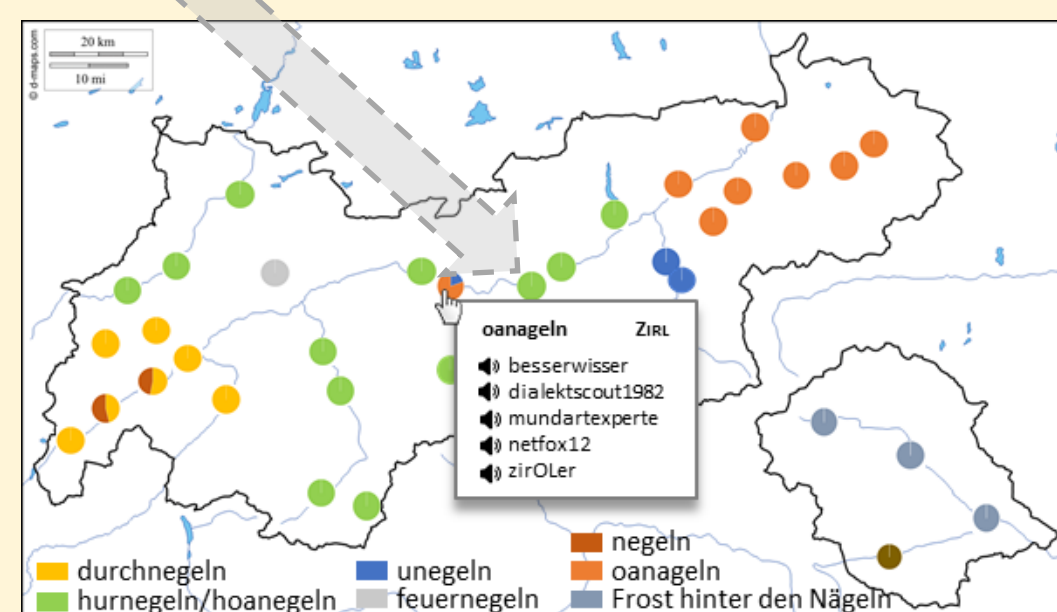 © d-maps.com
20 km
10 mi
oanageln ZIRL
besserwisser
dialektscout1982
mundartexperte
netfox12
zirOLer
durchnegeln
hurnegeln/hoanegeln
unegeln
feuernegeln
negeln
oanageln
Frost hinter den Nägeln